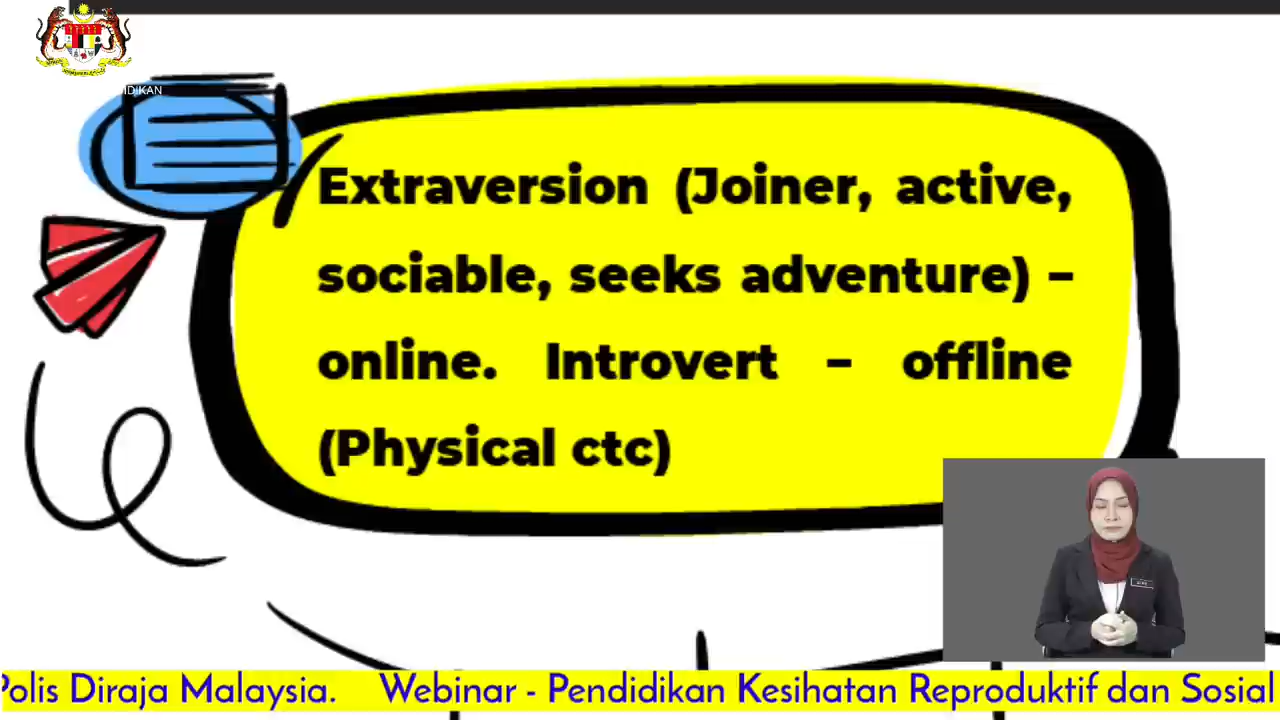 DIKAN
Extraversion (Joiner, active,
sociable, seeks adventure) –
online. Introvert – offline
(Physical ctc)
Polis Diraja Malaysia. Webinar - Pendidikan Kesihatan Reproduktif dan Sosial